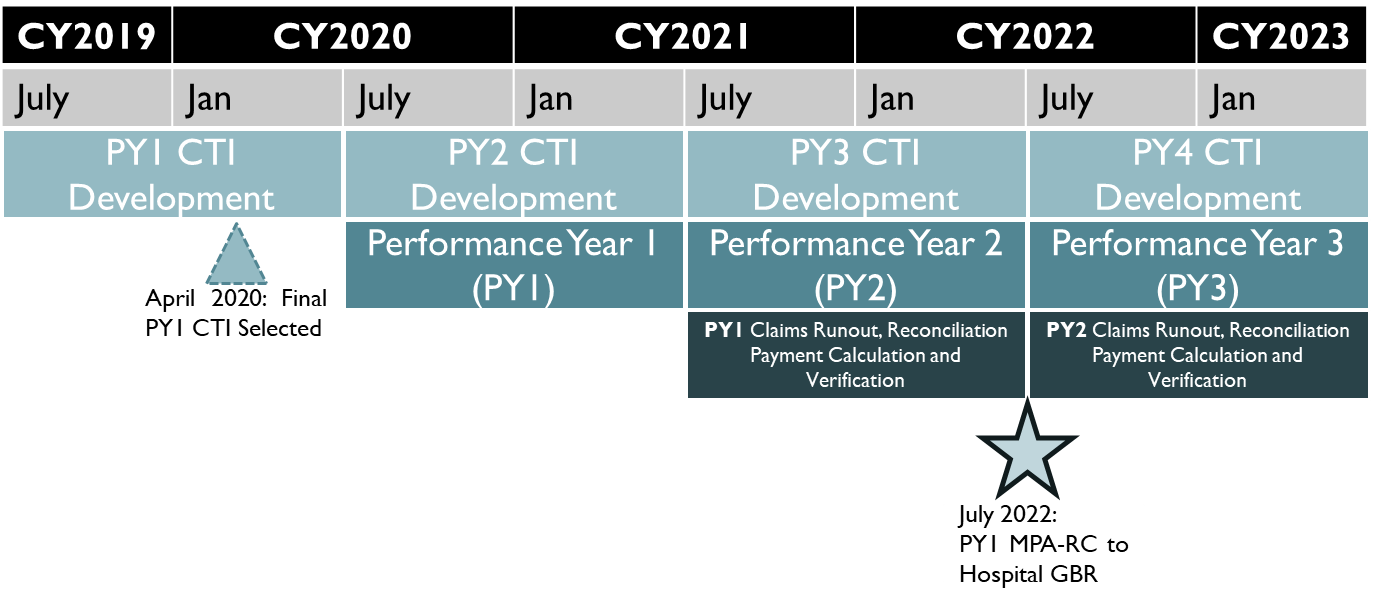 CY2019 CY2020 CY2021 CY2022 CY2023
July Jan July Jan July Jan July Jan
PY1 CTI
Development
PY2 CTI
Development
PY3 CTI
Development
PY4 CTI
Development
Performance Year 1
(PY1)
Performance Year 2
(PY2)
Performance Year 3
(PY3)
April 2020: Final
PY1 CTI Selected
PY1 Claims Runout, Reconciliation
Payment Calculation and
Verification
PY2 Claims Runout, Reconciliation
Payment Calculation and
Verification
July 2022:
PY1 MPA-RC to
Hospital GBR